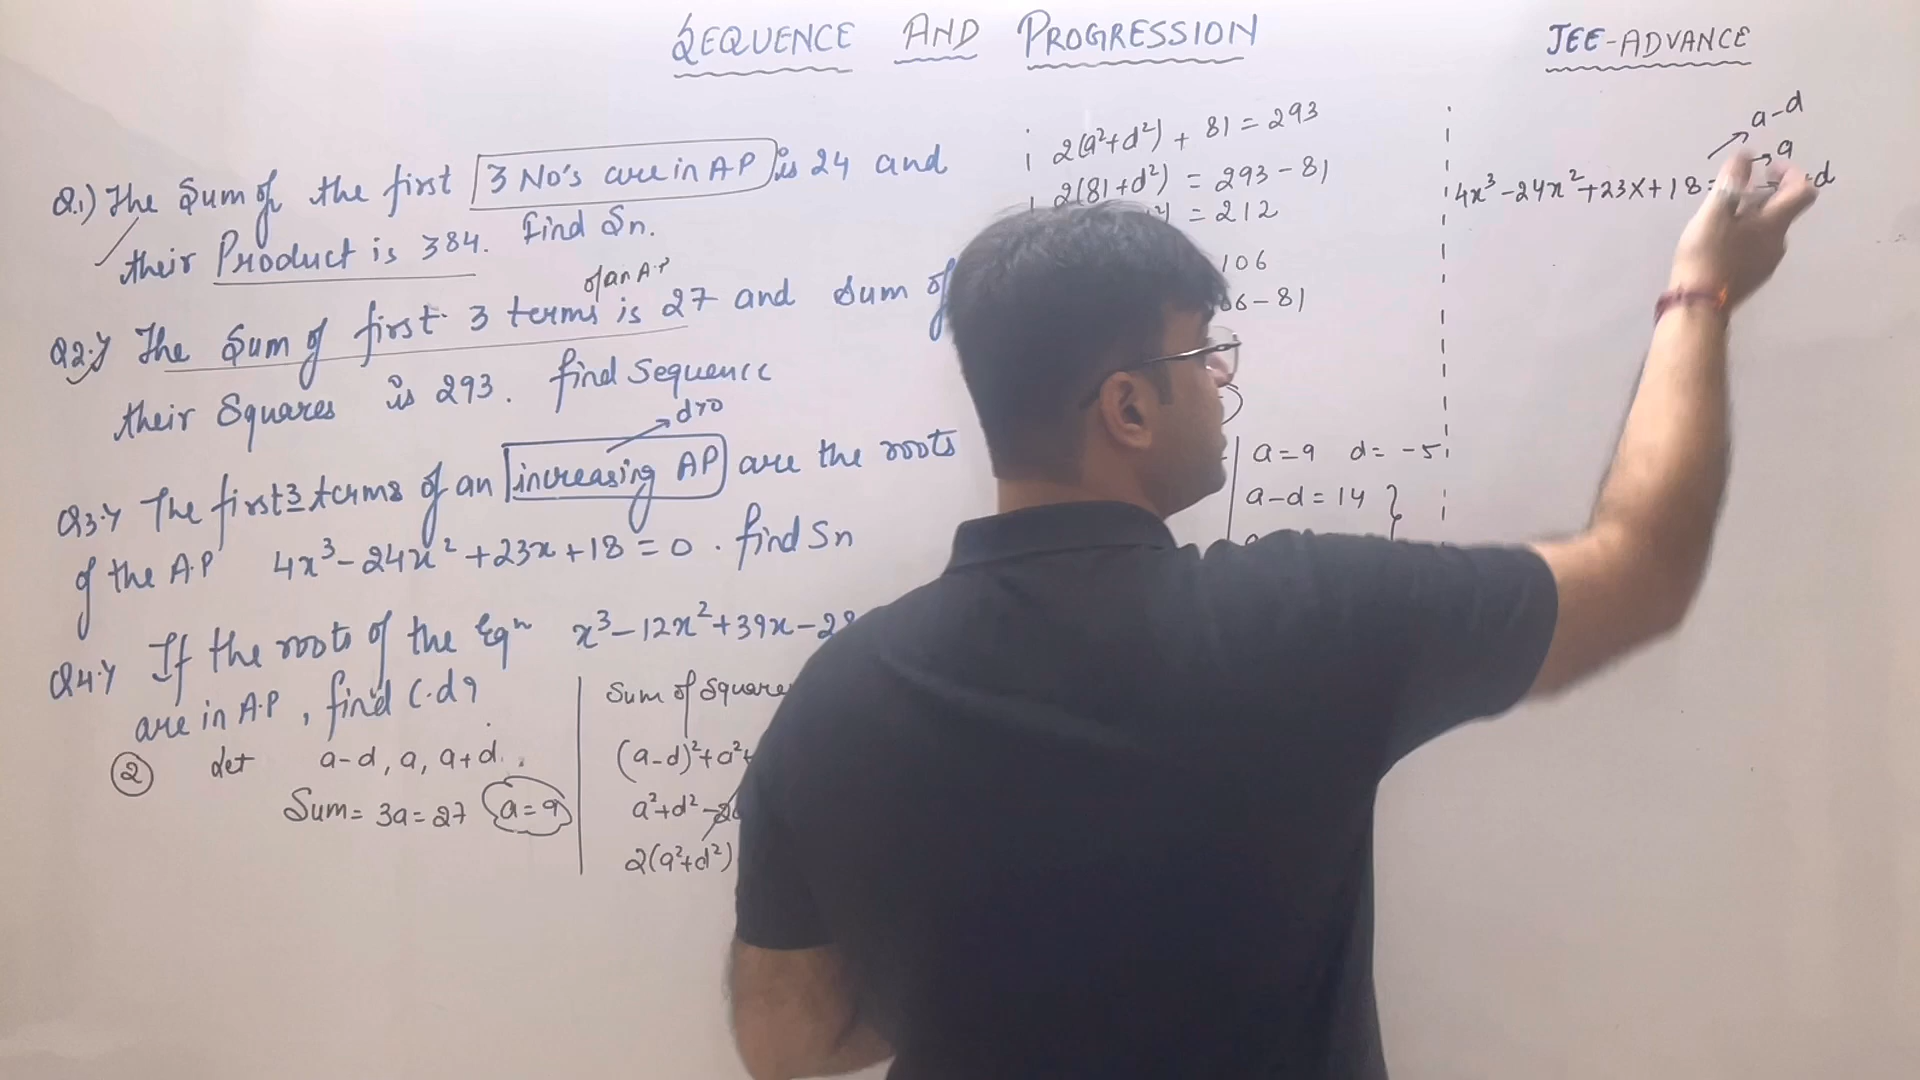 SEQUENCE AND PROGRESSION
JEE-ADVANCE
Q.1) The Sum of the first 3 No's are in AP is 24 and
their Product is 384. find Sn.
of an A.P
Q2.) The Sum of first 3 terms is 27 and sum of
their Squares is 293. find Sequence
d>0
Q3.) The first 3 terms of an increasing AP are the roots
of the A.P 4x³-24x²+23x+18=0. find Sn
Q4.) If the roots of the Eqⁿ x³-12x²+39x-28
are in A.P, find C.d?
② Let a-d, a, a+d.
Sum = 3a = 27 a=9
Sum of Square
(a-d)²+a²+
a²+d²-2
2(a²+d²)
2(a²+d²) + 81 = 293
2(81+d²) = 293-81
²) = 212
106
06-81
a=9 d=-5
a-d=14
a-d
a
4x³-24x²+23x+18=
-d